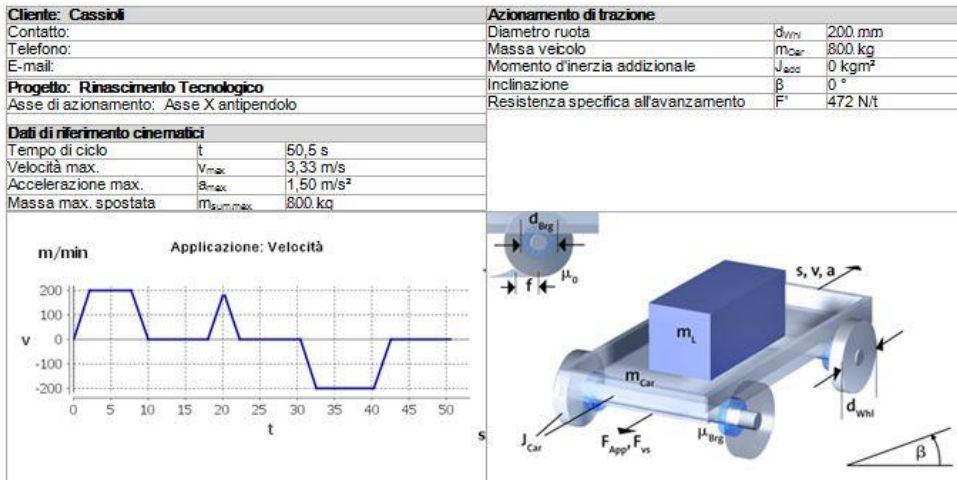 Cliente: Cassioli
Contatto:
Telefono:
E-mail:
Progetto: Rinascimento Tecnologico
Asse di azionamento: Asse X antipendolo
Dati di riferimento cinematici
Tempo di ciclo t 50,5 s
Velocità max. vmax 3,33 m/s
Accelerazione max. amax 1,50 m/s²
Massa max. spostata msum,max 800 kg
Azionamento di trazione
Diametro ruota dWhl 200 mm
Massa veicolo mCar 800 kg
Momento d'inerzia addizionale Jadd 0 kgm²
Inclinazione β 0 °
Resistenza specifica all'avanzamento F' 472 N/t
m/min Applicazione: Velocità
200
100
v 0
-100
-200
0 5 10 15 20 25 30 35 40 45 50
t
s
dBrg
μ0
f
s, v, a
mL
mCar
dWhl
JCar
FApp, Fvs
μBrg
β